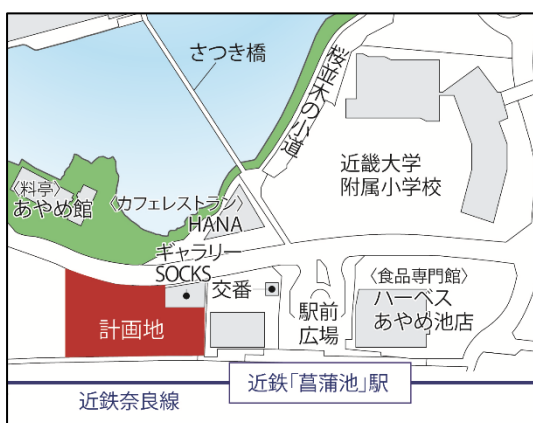 さつき橋
桜並木の小道
近畿大学
附属小学校
〈料亭〉
あやめ館
〈カフェレストラン〉
HANA
ギャラリー
SOCKS
交番
駅前
広場
〈食品専門館〉
ハーベス
あやめ池店
計画地
近鉄「菖蒲池」駅
近鉄奈良線